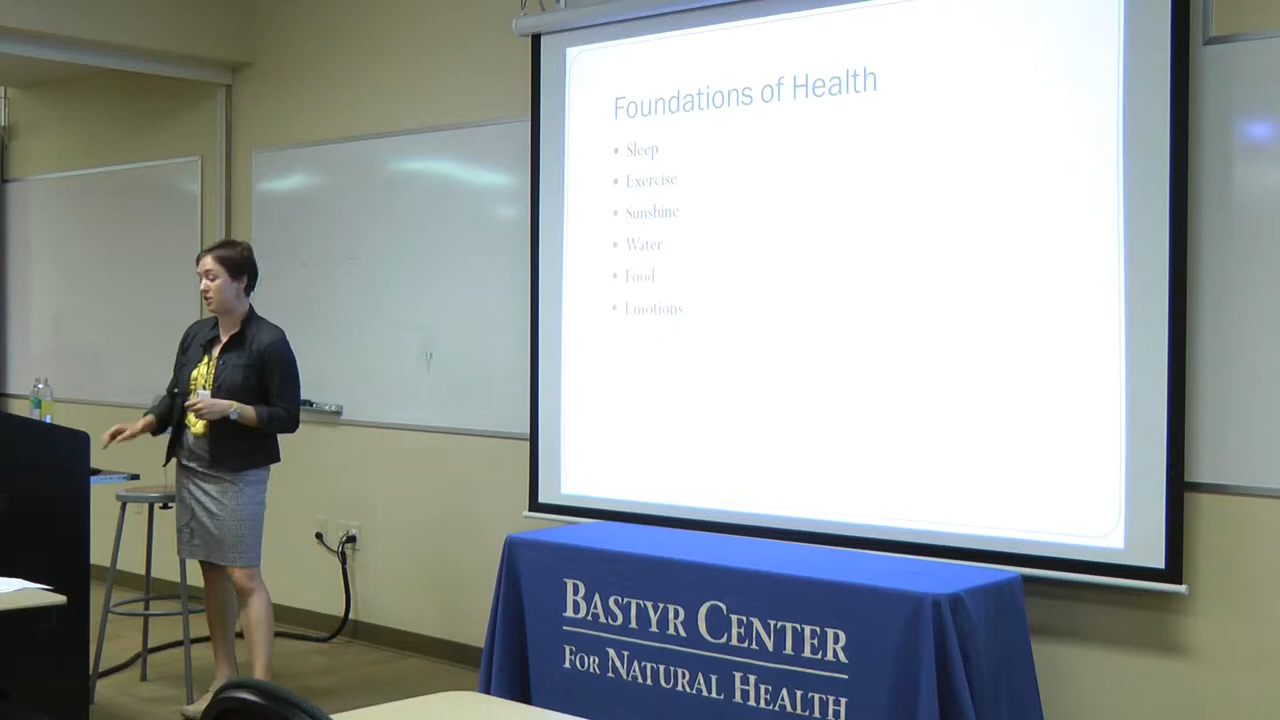 Foundations of Health
• Sleep
• Exercise
• Sunshine
• Water
• Food
• Emotions
BASTYR CENTER
FOR NATURAL HEALTH